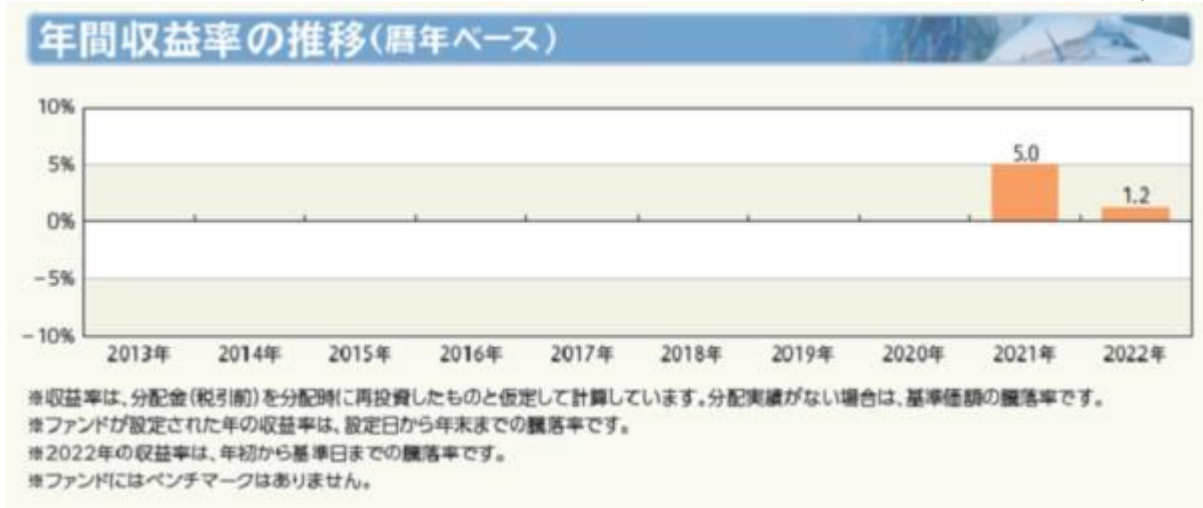 年間収益率の推移(暦年ベース)
10%
5%
0%
-5%
-10%
5.0
1.2
2013年 2014年 2015年 2016年 2017年 2018年 2019年 2020年 2021年 2022年
※収益率は、分配金(税引前)を分配時に再投資したものと仮定して計算しています。分配実績がない場合は、基準価額の騰落率です。
※ファンドが設定された年の収益率は、設定日から年末までの騰落率です。
※2022年の収益率は、年初から基準日までの騰落率です。
※ファンドにはベンチマークはありません。